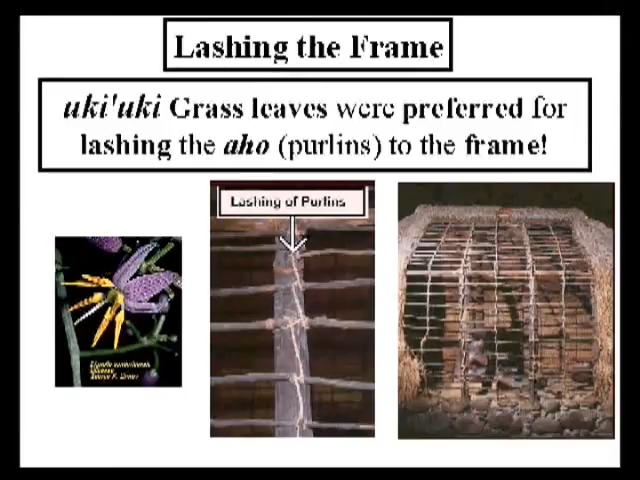 Lashing the Frame
uki'uki Grass leaves were preferred for
lashing the aho (purlins) to the frame!
Lashing of Purlins